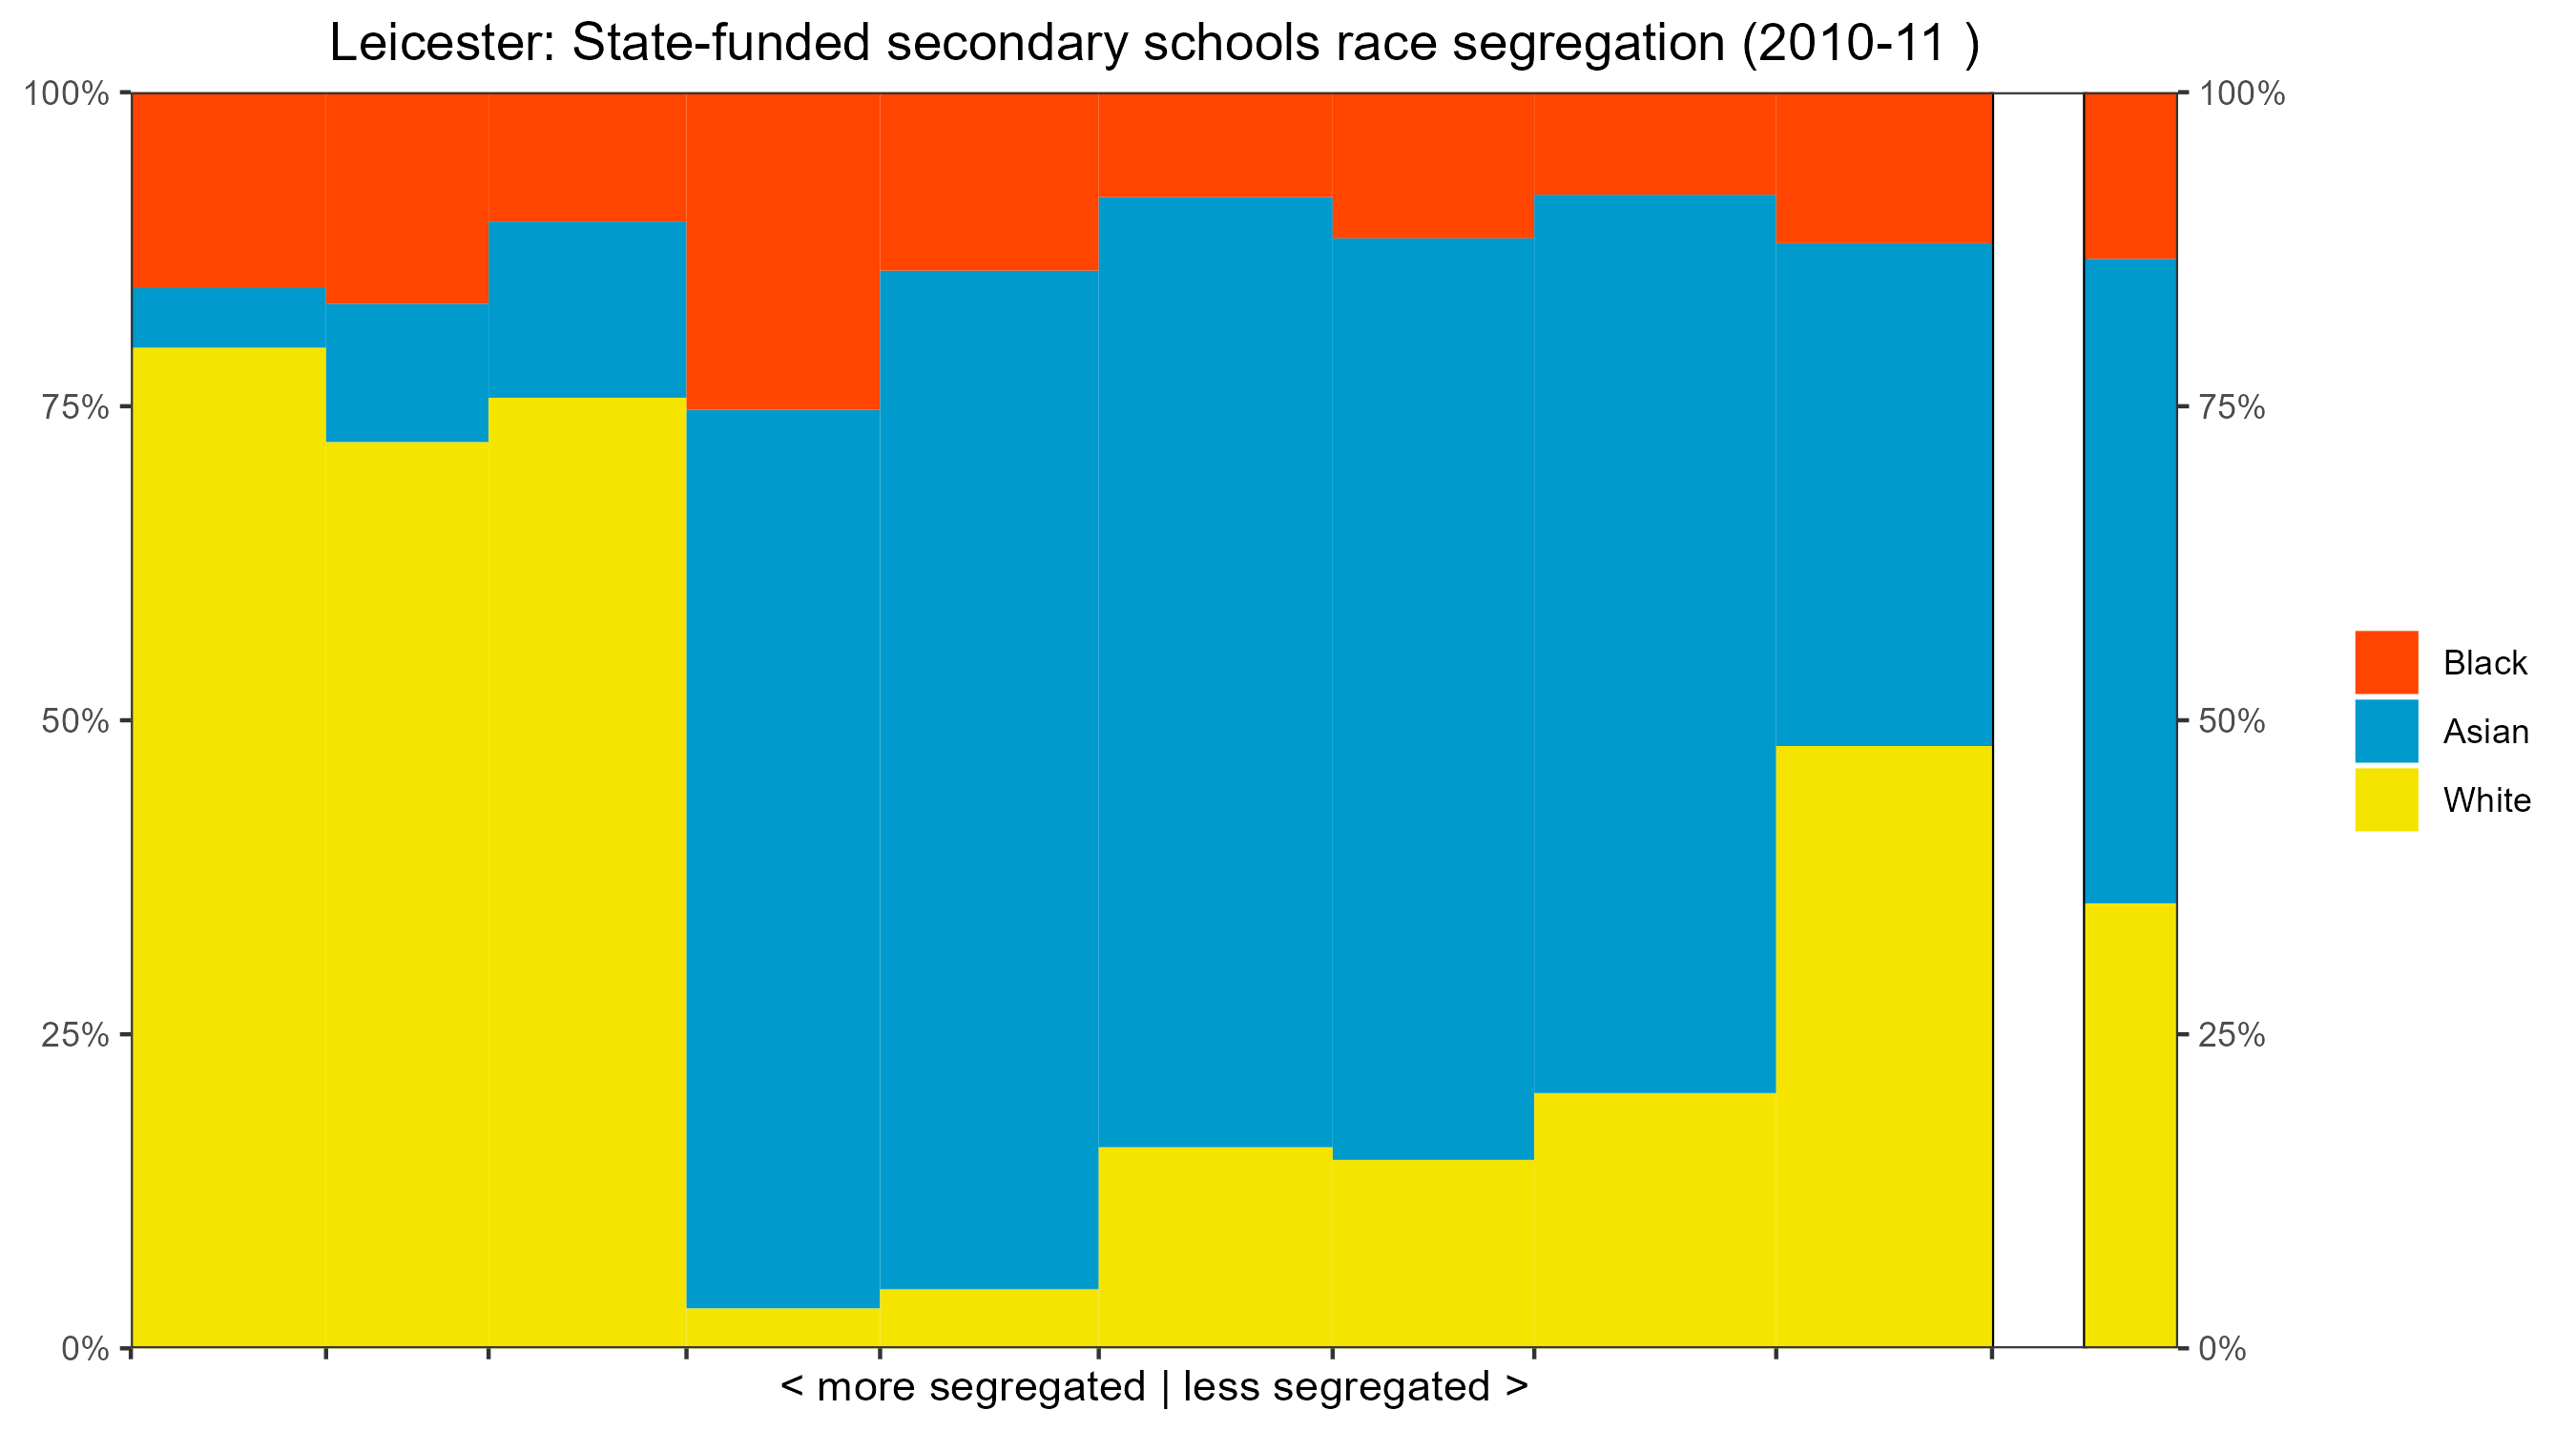 Leicester: State-funded secondary schools race segregation (2010-11 )
100%
75%
50%
25%
0%
100%
75%
50%
25%
0%
Black
Asian
White
< more segregated | less segregated >